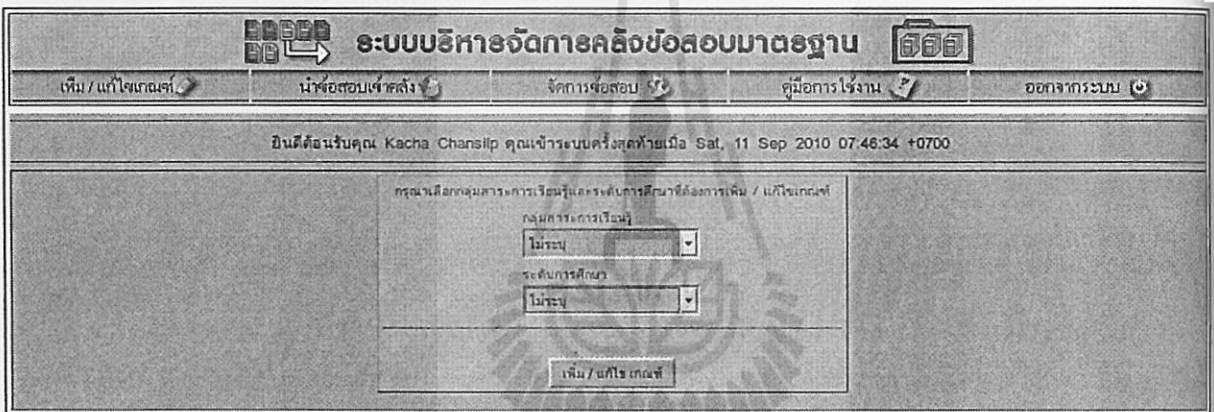 ระบบบริหารจัดการคลังข้อสอบมาตรฐาน
เพิ่ม / แก้ไขเกณฑ์ นำข้อสอบเข้าคลัง จัดการข้อสอบ คู่มือการใช้งาน ออกจากระบบ
ยินดีต้อนรับคุณ Kacha Chansilp คุณเข้าระบบครั้งสุดท้ายเมื่อ Sat, 11 Sep 2010 07:46:34 +0700
กรุณาเลือกกลุ่มสาระการเรียนรู้และระดับการศึกษาที่ต้องการเพิ่ม / แก้ไขเกณฑ์
กลุ่มสาระการเรียนรู้
ไม่ระบุ
ระดับการศึกษา
ไม่ระบุ
เพิ่ม / แก้ไข เกณฑ์